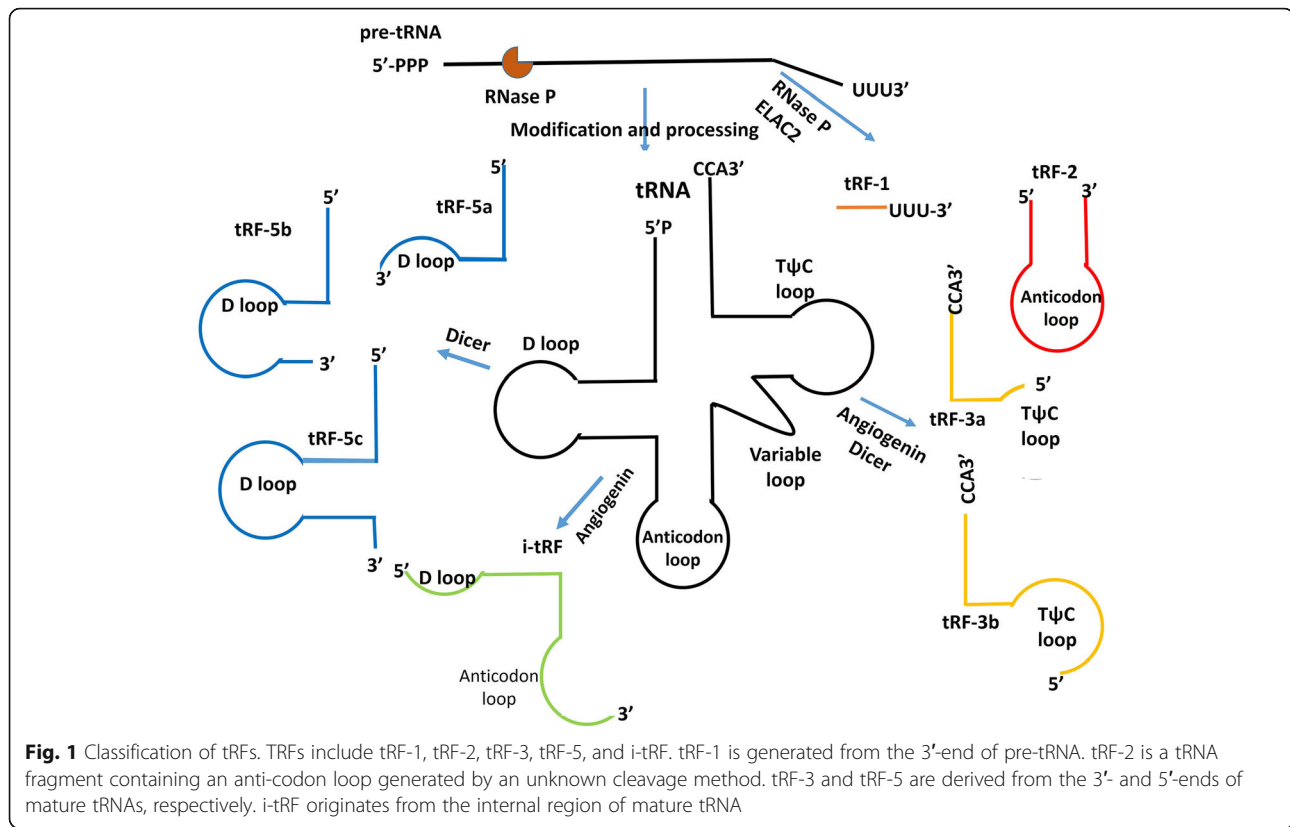 pre-tRNA
5’-PPP
UUU3’
RNase P
RNase P
ELAC2
Modification and processing
5’
CCA3’
tRNA
tRF-1
tRF-2
5’
tRF-5a
UUU-3’
5’
3’
tRF-5b
5’P
D loop
3’
TψC
loop
CCA3’
Anticodon
loop
D loop
Dicer
D loop
3’
5’
5’
tRF-3a
TψC
loop
tRF-5c
Angiogenin
Dicer
D loop
Variable
loop
CCA3’
Angiogenin
i-tRF
Anticodon
loop
3’
5’
D loop
tRF-3b
TψC
loop
Anticodon
loop
5’
3’
Fig. 1 Classification of tRFs. TRFs include tRF-1, tRF-2, tRF-3, tRF-5, and i-tRF. tRF-1 is generated from the 3′-end of pre-tRNA. tRF-2 is a tRNA
fragment containing an anti-codon loop generated by an unknown cleavage method. tRF-3 and tRF-5 are derived from the 3′- and 5′-ends of
mature tRNAs, respectively. i-tRF originates from the internal region of mature tRNA